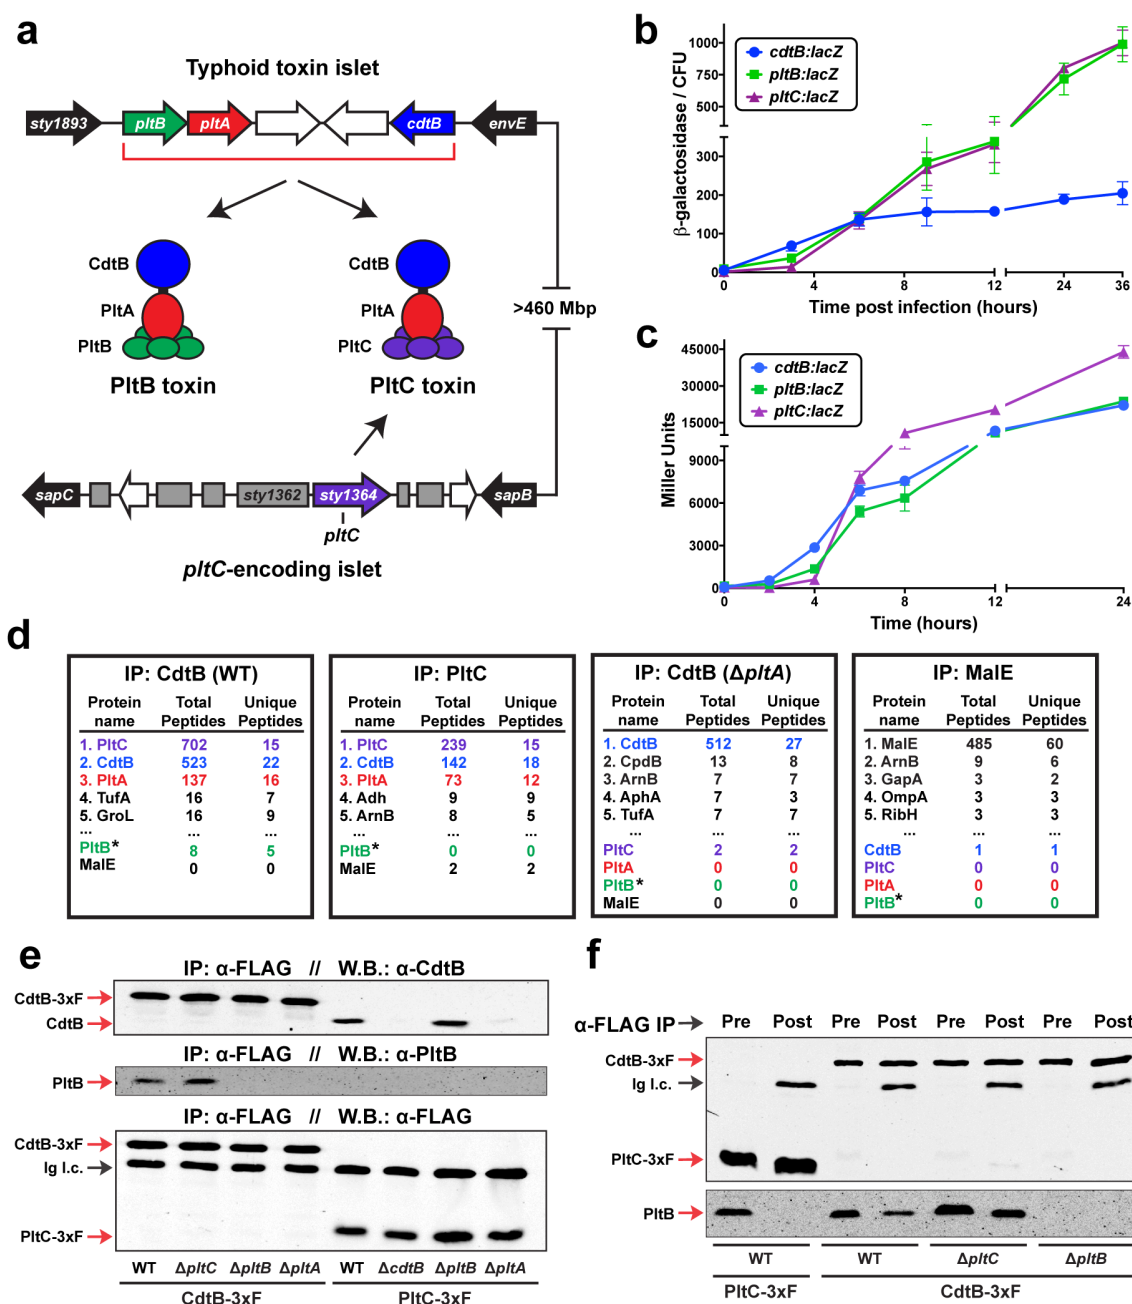 a
Typhoid toxin islet
sty1893 pltB pltA cdtB envE
CdtB
PltA
PltB
PltB toxin
CdtB
PltA
PltC
PltC toxin
>460 Mbp
sapC sty1362 sty1364 sapB
pltC
pltC-encoding islet
b
cdtB:lacZ
pltB:lacZ
pltC:lacZ
β-galactosidase / CFU
1000
750
500
300
200
100
0
0 4 8 12 24 36
Time post infection (hours)
c
cdtB:lacZ
pltB:lacZ
pltC:lacZ
Miller Units
45000
30000
15000
9000
6000
3000
0
0 4 8 12 24
Time (hours)
d
IP: CdtB (WT)
Protein name Total Peptides Unique Peptides
1. PltC 702 15
2. CdtB 523 22
3. PltA 137 16
4. TufA 16 7
5. GroL 16 9
... ... ...
PltB* 8 5
MalE 0 0
IP: PltC
Protein name Total Peptides Unique Peptides
1. PltC 239 15
2. CdtB 142 18
3. PltA 73 12
4. Adh 9 9
5. ArnB 8 5
... ... ...
PltB* 0 0
MalE 2 2
IP: CdtB (ΔpltA)
Protein name Total Peptides Unique Peptides
1. CdtB 512 27
2. CpdB 13 8
3. ArnB 7 7
4. AphA 7 3
5. TufA 7 7
... ... ...
PltC 2 2
PltA 0 0
PltB* 0 0
MalE 0 0
IP: MalE
Protein name Total Peptides Unique Peptides
1. MalE 485 60
2. ArnB 9 6
3. GapA 3 2
4. OmpA 3 3
5. RibH 3 3
... ... ...
CdtB 1 1
PltC 0 0
PltA 0 0
PltB* 0 0
e
IP: α-FLAG // W.B.: α-CdtB
CdtB-3xF
CdtB
IP: α-FLAG // W.B.: α-PltB
PltB
IP: α-FLAG // W.B.: α-FLAG
CdtB-3xF
Ig l.c.
PltC-3xF
WT ΔpltC ΔpltB ΔpltA WT ΔcdtB ΔpltB ΔpltA
CdtB-3xF PltC-3xF
f
α-FLAG IP Pre Post Pre Post Pre Post Pre Post
CdtB-3xF
Ig l.c.
PltC-3xF
PltB
WT WT ΔpltC ΔpltB
PltC-3xF CdtB-3xF